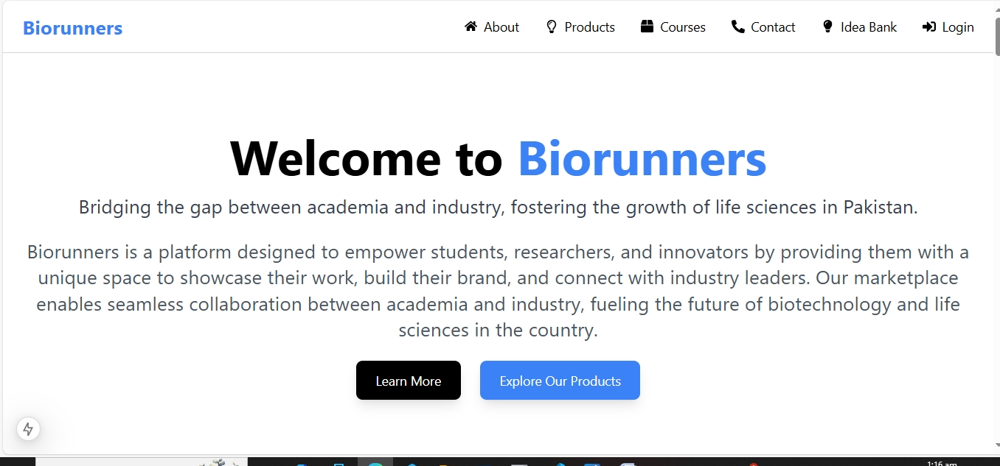 Biorunners
About
Products
Courses
Contact
Idea Bank
Login
Welcome to Biorunners
Bridging the gap between academia and industry, fostering the growth of life sciences in Pakistan.
Biorunners is a platform designed to empower students, researchers, and innovators by providing them with a
unique space to showcase their work, build their brand, and connect with industry leaders. Our marketplace
enables seamless collaboration between academia and industry, fueling the future of biotechnology and life
sciences in the country.
Learn More
Explore Our Products
1:16 am